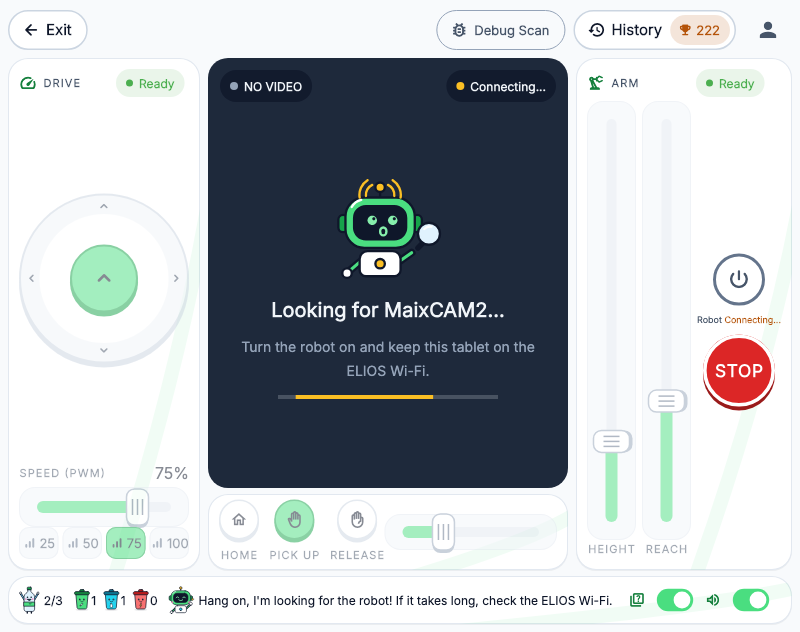 Exit
Debug Scan
History
222
DRIVE
Ready
NO VIDEO
Connecting...
ARM
Ready
Looking for MaixCAM2...
Turn the robot on and keep this tablet on the
ELIOS Wi-Fi.
Robot Connecting...
STOP
SPEED (PWM)
75%
25
50
75
100
HOME
PICK UP
RELEASE
HEIGHT
REACH
2/3
1
1
0
Hang on, I'm looking for the robot! If it takes long, check the ELIOS Wi-Fi.